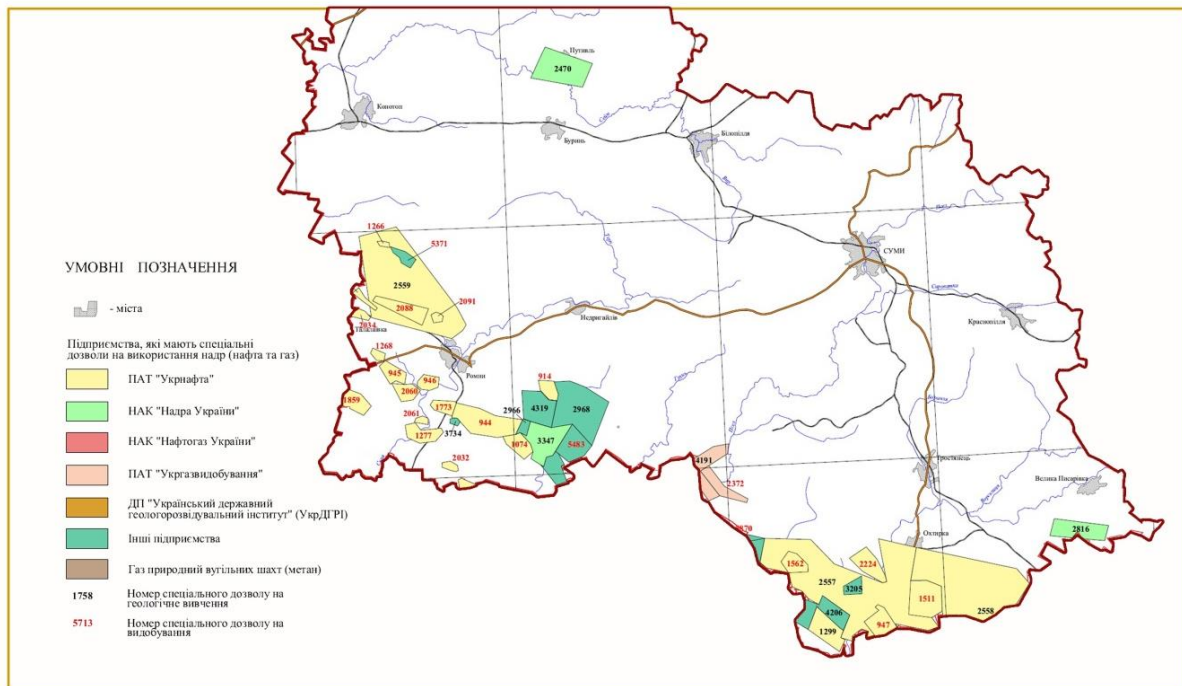 Путивль
2470
Конотоп
Сейм
Буринь
Білопілля
Вир
1266
5371
УМОВНІ ПОЗНАЧЕННЯ
СУМИ
2559
- міста
2088
2091
2034
Талалаївка
Недригайлів
Краснопілля
Підприємства, які мають спеціальні
дозволи на використання надр (нафта та газ)
1268
Ромни
ПАТ "Укрнафта"
945
946
914
2060
1859
НАК "Надра України"
2061
1773
2966
4319
2968
944
1277
3734
3347
НАК "Нафтогаз України"
1074
5483
2032
4191
Тростянець
ПАТ "Укргазвидобування"
2372
Велика Писарівка
ДП "Український державний
геологорозвідувальний інститут" (УкрДГРІ)
2816
Охтирка
Інші підприємства
1562
2224
2557
3205
Газ природний вугільних шахт (метан)
1511
4206
2558
1758
Номер спеціального дозволу на
геологічне вивчення
1299
947
5713
Номер спеціального дозволу на
видобування